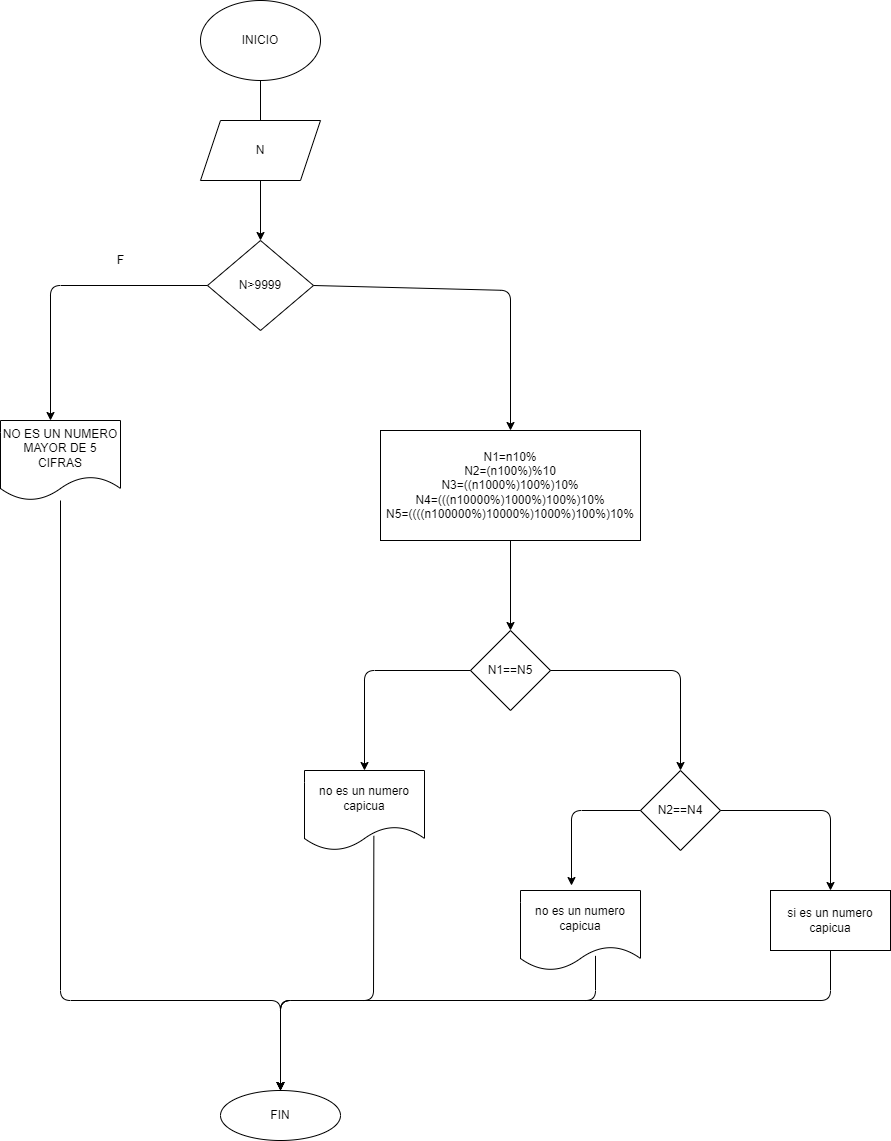 INICIO
N
F
N>9999
NO ES UN NUMERO
MAYOR DE 5
CIFRAS
N1=n10%
N2=(n100%)%10
N3=((n1000%)100%)10%
N4=(((n10000%)1000%)100%)10%
N5=((((n100000%)10000%)1000%)100%)10%
N1==N5
no es un numero
capicua
N2==N4
no es un numero
capicua
si es un numero
capicua
FIN